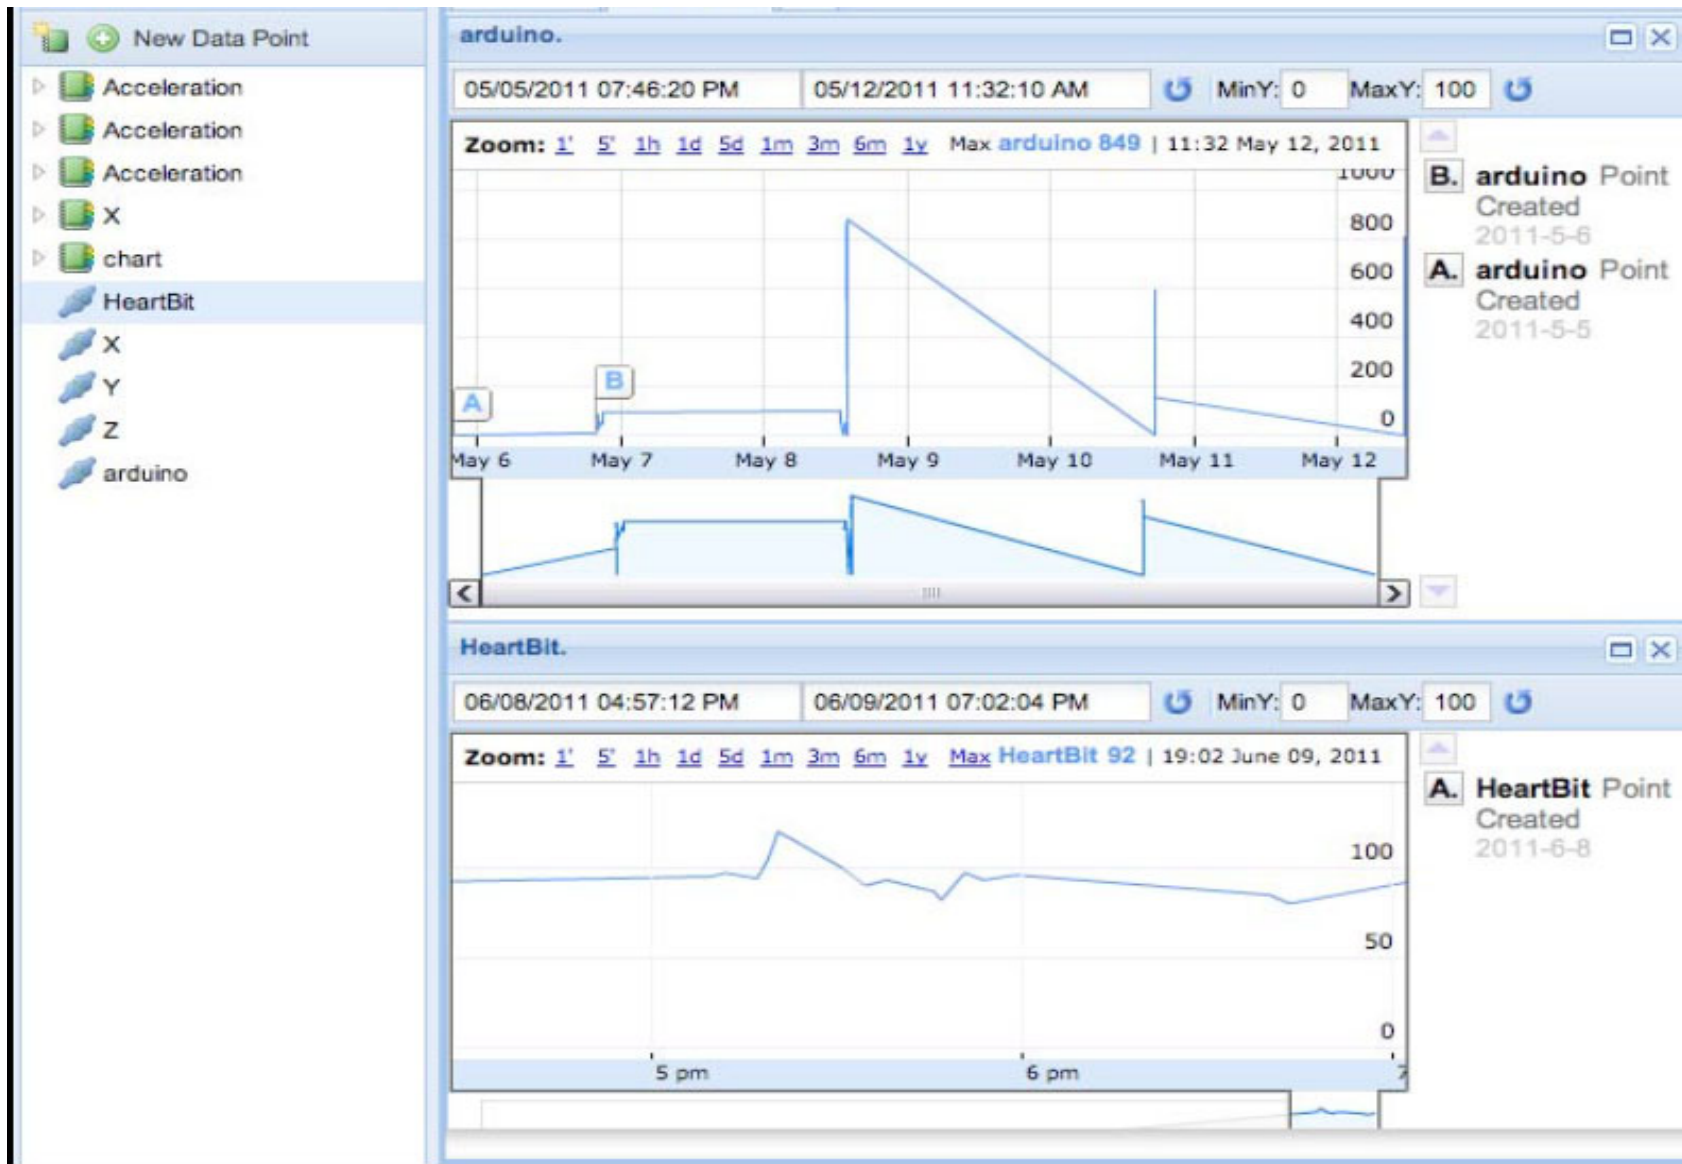 New Data Point
Acceleration
Acceleration
Acceleration
X
chart
HeartBit
X
Y
Z
arduino
arduino.
05/05/2011 07:46:20 PM 05/12/2011 11:32:10 AM MinY: 0 MaxY: 100
Zoom: 1' 5' 1h 1d 5d 1m 3m 6m 1y Max arduino 849 | 11:32 May 12, 2011
1000
800
600
400
200
0
A
B
May 6 May 7 May 8 May 9 May 10 May 11 May 12
B. arduino Point
Created
2011-5-6
A. arduino Point
Created
2011-5-5
HeartBit.
06/08/2011 04:57:12 PM 06/09/2011 07:02:04 PM MinY: 0 MaxY: 100
Zoom: 1' 5' 1h 1d 5d 1m 3m 6m 1y Max HeartBit 92 | 19:02 June 09, 2011
100
50
0
5 pm 6 pm 7
A. HeartBit Point
Created
2011-6-8